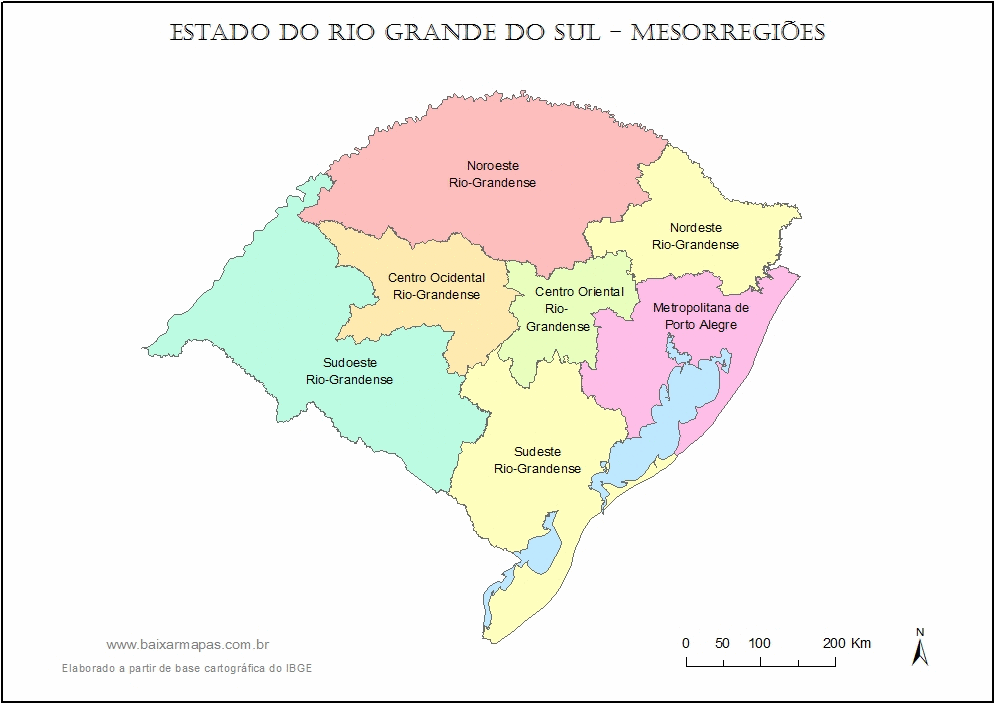 ESTADO DO RIO GRANDE DO SUL - MESORREGIÕES
Noroeste
Rio-Grandense
Nordeste
Rio-Grandense
Centro Ocidental
Rio-Grandense
Centro Oriental
Rio-
Grandense
Metropolitana de
Porto Alegre
Sudoeste
Rio-Grandense
Sudeste
Rio-Grandense
www.baixarmapas.com.br
Elaborado a partir de base cartográfica do IBGE
0 50 100 200 Km
N